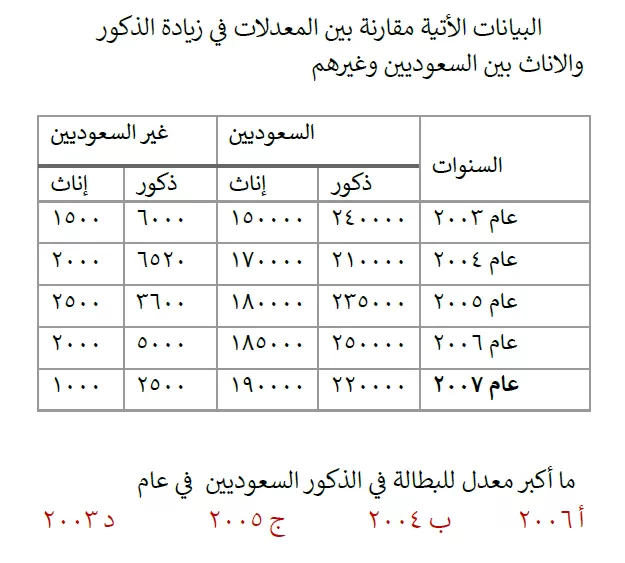 البيانات الأتية مقارنة بين المعدلات في زيادة الذكور
والاناث بين السعوديين وغيرهم
السنوات السعوديين غير السعوديين
ذكور إناث ذكور إناث
عام ٢٠٠٣ ٢٤٠٠٠٠ ١٥٠٠٠٠ ٦٠٠٠ ١٥٠٠
عام ٢٠٠٤ ٢١٠٠٠٠ ١٧٠٠٠٠ ٦٥٢٠ ٢٠٠٠
عام ٢٠٠٥ ٢٣٥٠٠٠ ١٨٠٠٠٠ ٣٦٠٠ ٢٥٠٠
عام ٢٠٠٦ ٢٥٠٠٠٠ ١٨٥٠٠٠ ٥٠٠٠ ٢٠٠٠
عام ٢٠٠٧ ٢٢٠٠٠٠ ١٩٠٠٠٠ ٢٥٠٠ ١٠٠٠
ما أكبر معدل للبطالة في الذكور السعوديين في عام
أ ٢٠٠٦ ب ٢٠٠٤ ج ٢٠٠٥ د ٢٠٠٣